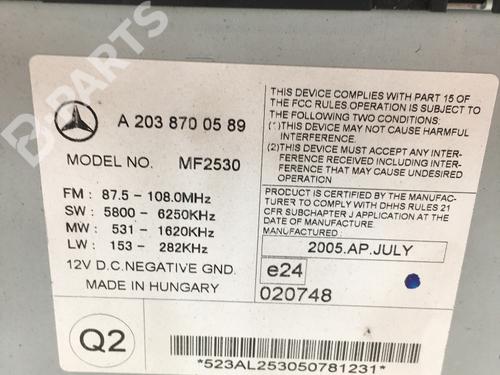 B-PARTS
A 203 870 05 89
MODEL NO. MF2530
FM : 87.5 - 108.0MHz
SW : 5800 - 6250KHz
MW : 531 - 1620KHz
LW : 153 - 282KHz
12V D.C.NEGATIVE GND.
MADE IN HUNGARY
Q2
THIS DEVICE COMPLIES WITH PART 15 OF
THE FCC RULES OPERATION IS SUBJECT TO
THE FOLLOWING TWO CONDITIONS:
(1)THIS DEVICE MAY NOT CAUSE HARMFUL
INTERFERENCE
(2)THIS DEVICE MUST ACCEPT ANY INTER-
FERENCE RECEIVED INCLUDING INTER-
FERENCE THAT MAY CAUSE UNDESIRED
OPERATION
PRODUCT IS CERTIFIED BY THE MANUFAC-
TURER TO COMPLY WITH DHHS RULES 21
CFR SUBCHAPTER J APPLICATION AT THE
DATE OF MANUFACTURE.
2005.AP.JULY
e24
020748
*523AL253050781231*